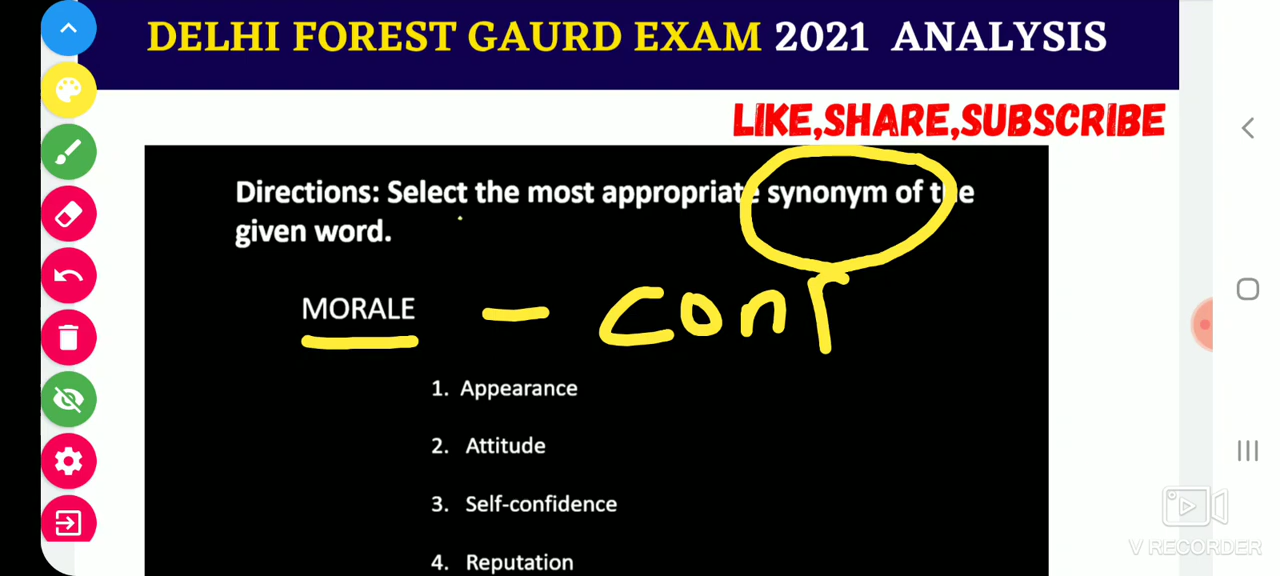 DELHI FOREST GAURD EXAM 2021 ANALYSIS
LIKE,SHARE,SUBSCRIBE
Directions: Select the most appropriate synonym of the
given word.
MORALE — conf
1. Appearance
2. Attitude
3. Self-confidence
4. Reputation
V RECORDER